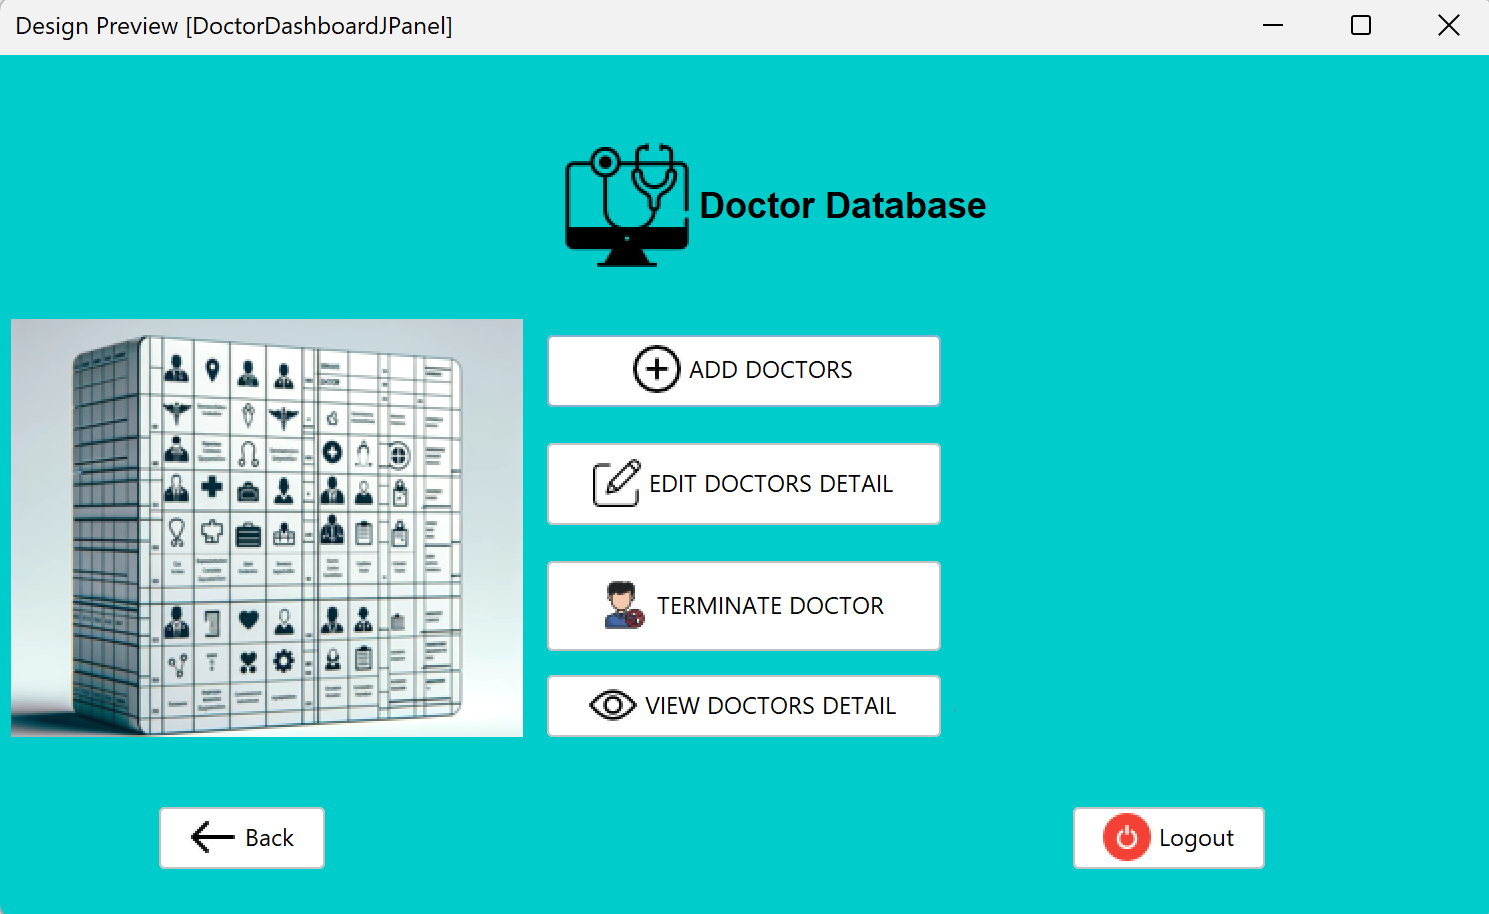 Design Preview [DoctorDashboardJPanel]
Doctor Database
ADD DOCTORS
EDIT DOCTORS DETAIL
TERMINATE DOCTOR
VIEW DOCTORS DETAIL
Back
Logout